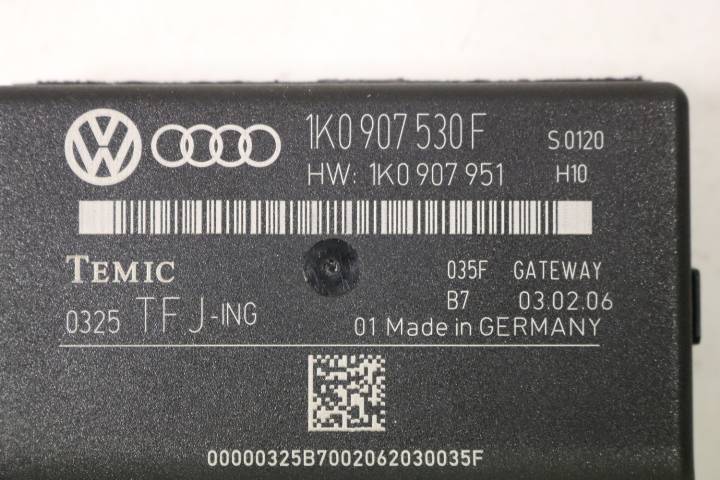 1K0 907 530 F S0120
HW: 1K0 907 951 H10
TEMIC 035F GATEWAY
B7 03.02.06
0325 TFJ-ING 01 Made in GERMANY
00000325B7002062030035F